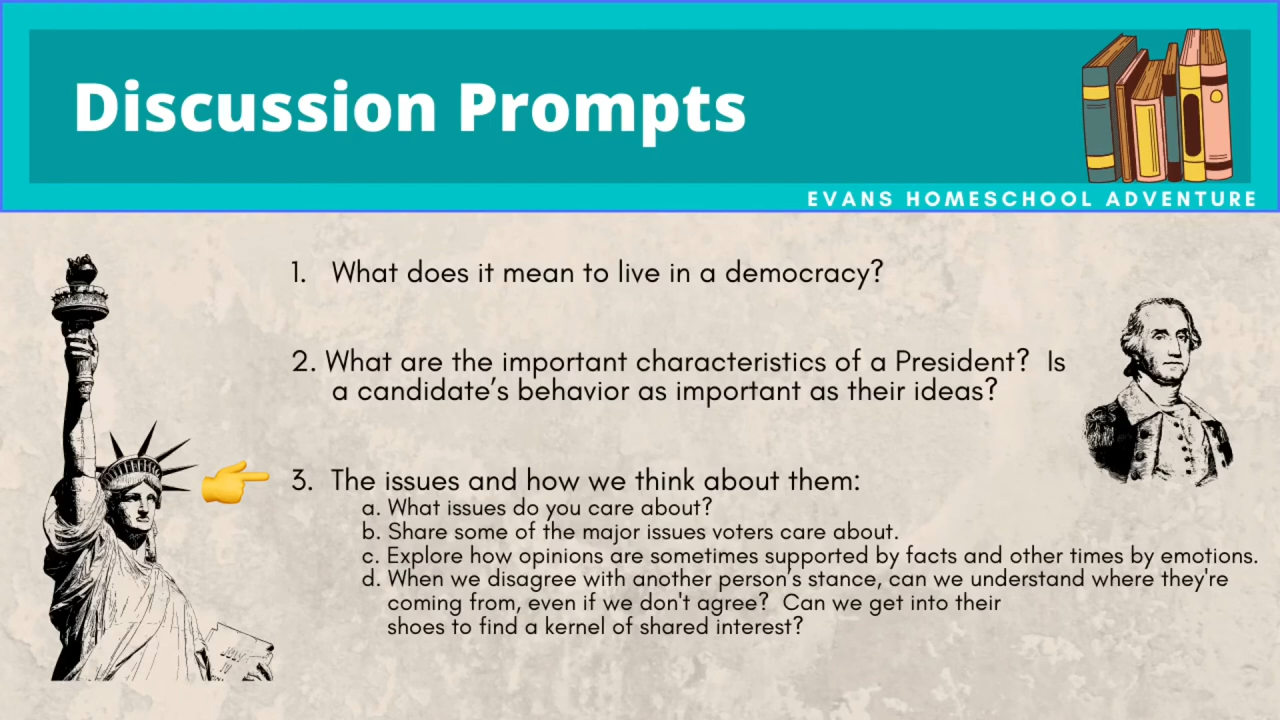 Discussion Prompts
EVANS HOMESCHOOL ADVENTURE
1. What does it mean to live in a democracy?
2. What are the important characteristics of a President? Is
a candidate’s behavior as important as their ideas?
3. The issues and how we think about them:
a. What issues do you care about?
b. Share some of the major issues voters care about.
c. Explore how opinions are sometimes supported by facts and other times by emotions.
d. When we disagree with another person's stance, can we understand where they're
coming from, even if we don't agree? Can we get into their
shoes to find a kernel of shared interest?
JULY
IV